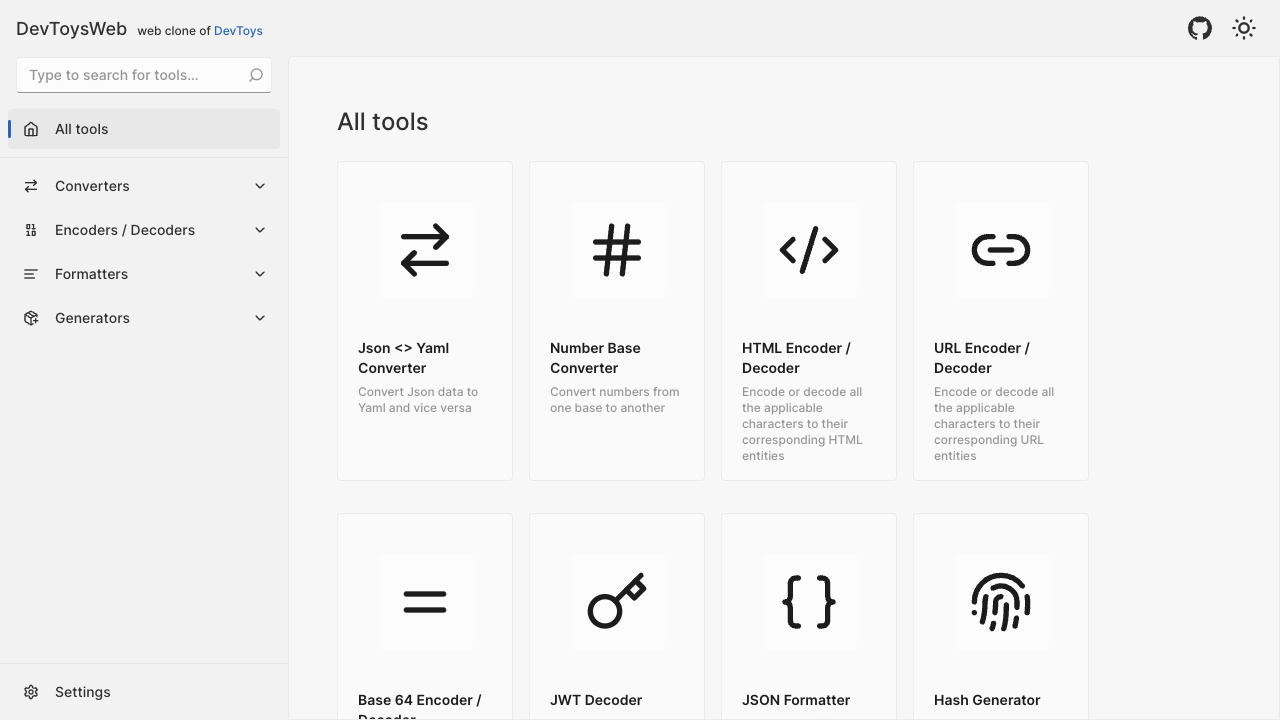 DevToysWeb web clone of DevToys
Type to search for tools...
All tools
Converters
Encoders / Decoders
Formatters
Generators
Settings
All tools
Json <> Yaml
Converter
Convert Json data to
Yaml and vice versa
Number Base
Converter
Convert numbers from
one base to another
HTML Encoder /
Decoder
Encode or decode all
the applicable
characters to their
corresponding HTML
entities
URL Encoder /
Decoder
Encode or decode all
the applicable
characters to their
corresponding URL
entities
Base 64 Encoder /
Decoder
JWT Decoder
JSON Formatter
Hash Generator